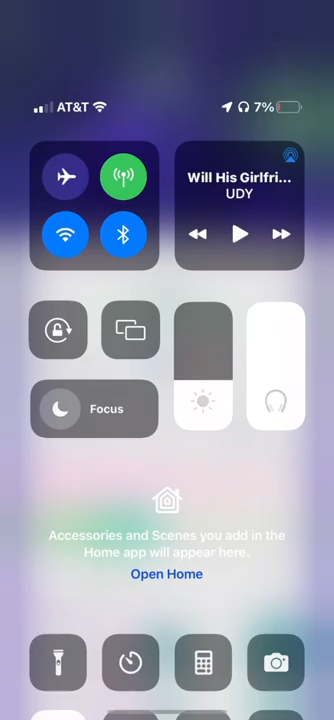 AT&T 7%
Will His Girlfri...
UDY
Focus
Accessories and Scenes you add in the
Home app will appear here.
Open Home